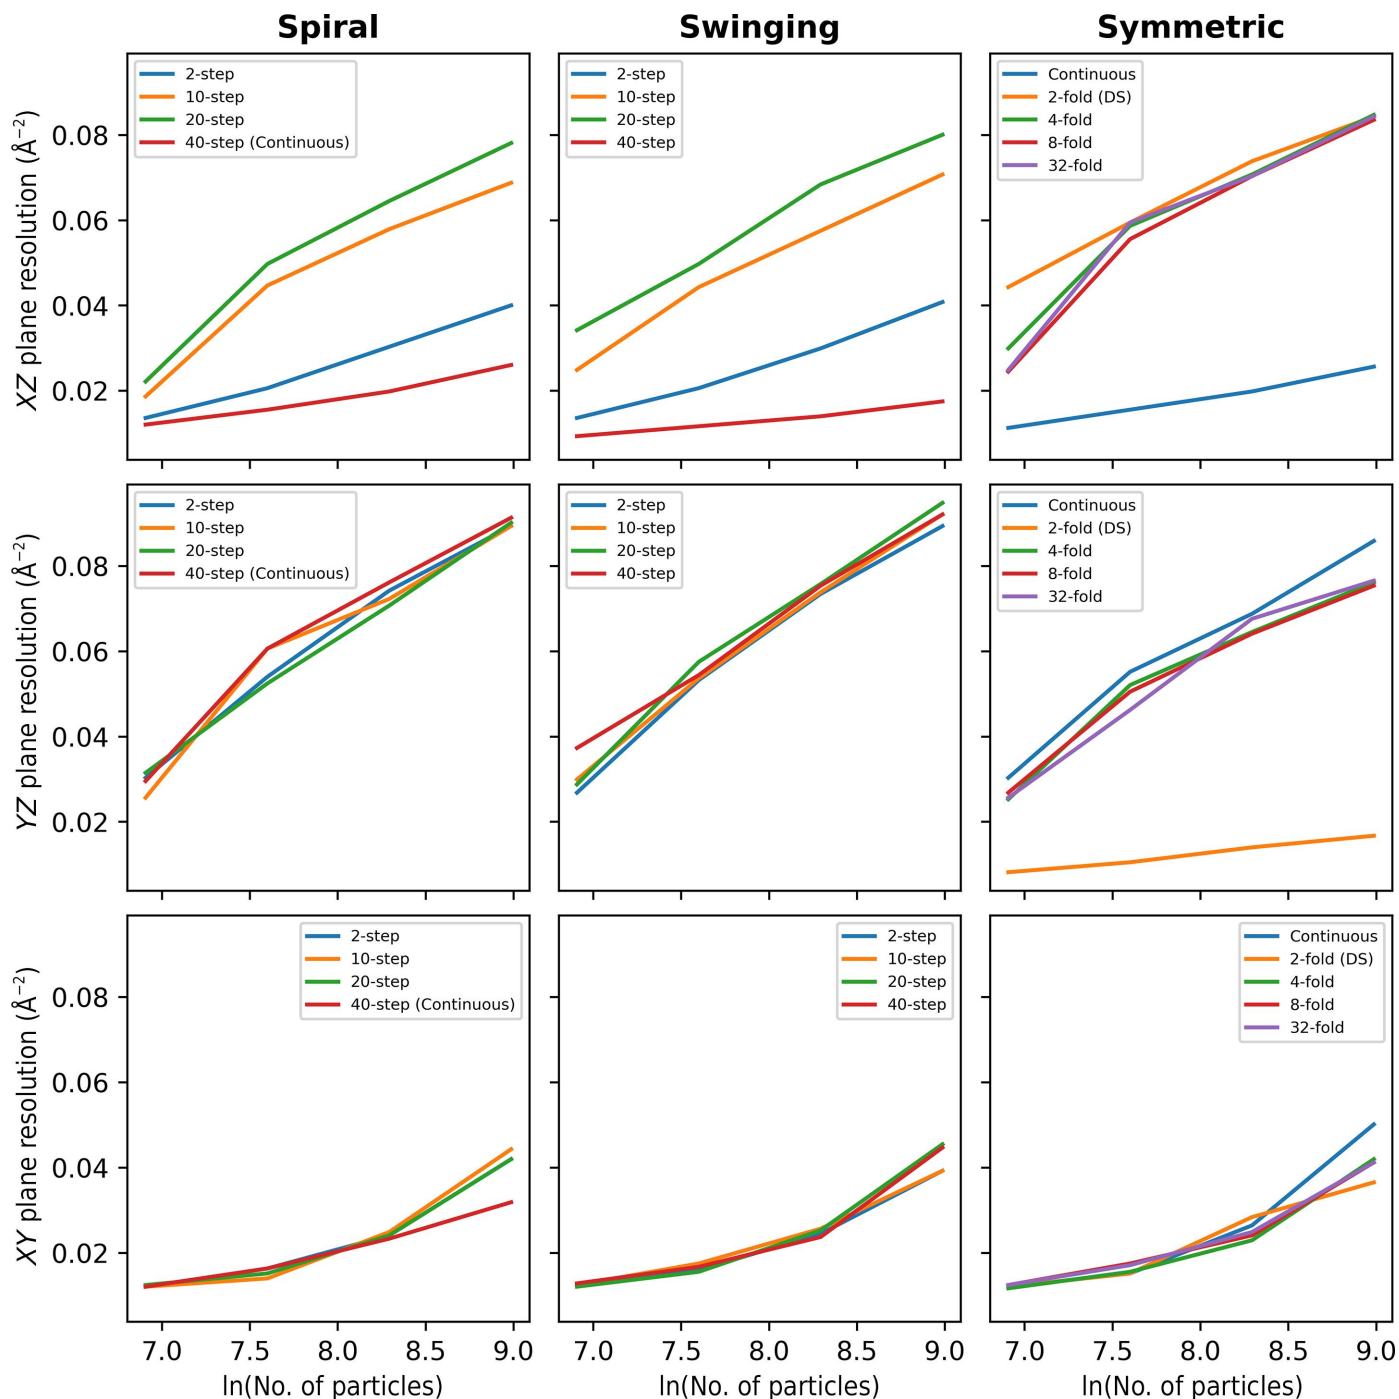 Spiral
Swinging
Symmetric
XZ plane resolution (Å⁻²)
0.08
0.06
0.04
0.02
2-step
10-step
20-step
40-step (Continuous)
2-step
10-step
20-step
40-step
Continuous
2-fold (DS)
4-fold
8-fold
32-fold
YZ plane resolution (Å⁻²)
0.08
0.06
0.04
0.02
2-step
10-step
20-step
40-step (Continuous)
2-step
10-step
20-step
40-step
Continuous
2-fold (DS)
4-fold
8-fold
32-fold
XY plane resolution (Å⁻²)
0.08
0.06
0.04
0.02
2-step
10-step
20-step
40-step (Continuous)
2-step
10-step
20-step
40-step
Continuous
2-fold (DS)
4-fold
8-fold
32-fold
7.0 7.5 8.0 8.5 9.0
7.0 7.5 8.0 8.5 9.0
7.0 7.5 8.0 8.5 9.0
ln(No. of particles)
ln(No. of particles)
ln(No. of particles)